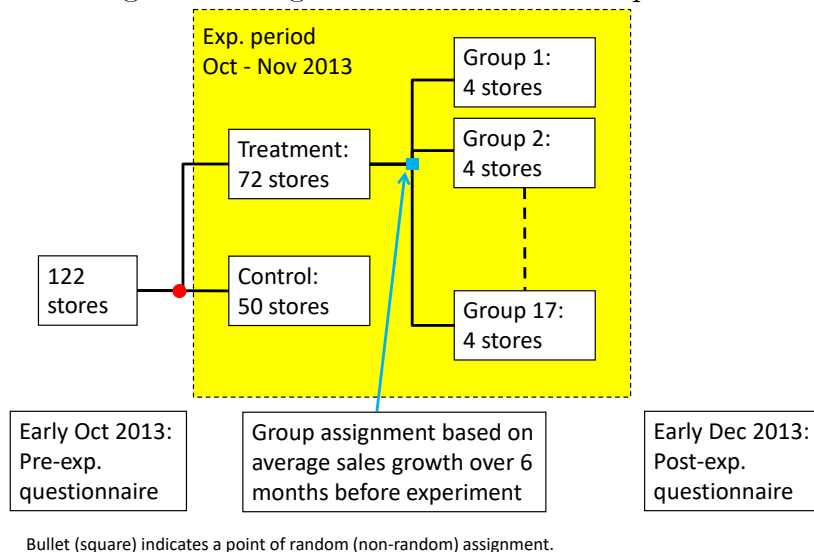 Exp. period
Oct - Nov 2013
Group 1:
4 stores
Group 2:
4 stores
Treatment:
72 stores
122
stores
Control:
50 stores
Group 17:
4 stores
Early Oct 2013:
Pre-exp.
questionnaire
Group assignment based on
average sales growth over 6
months before experiment
Early Dec 2013:
Post-exp.
questionnaire
Bullet (square) indicates a point of random (non-random) assignment.